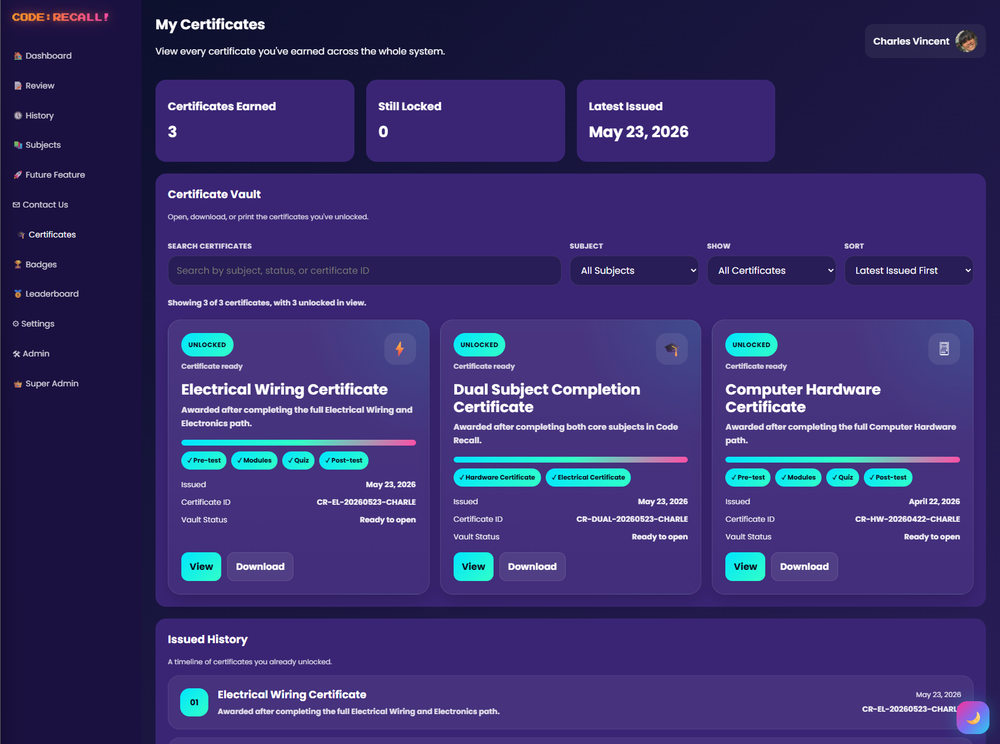 CODE:RECALL!
Dashboard
Review
History
Subjects
Future Feature
Contact Us
Certificates
Badges
Leaderboard
Settings
Admin
Super Admin
My Certificates
View every certificate you've earned across the whole system.
Charles Vincent
Certificates Earned
3
Still Locked
0
Latest Issued
May 23, 2026
Certificate Vault
Open, download, or print the certificates you've unlocked.
SEARCH CERTIFICATES
Search by subject, status, or certificate ID
SUBJECT
All Subjects
SHOW
All Certificates
SORT
Latest Issued First
Showing 3 of 3 certificates, with 3 unlocked in view.
UNLOCKED
Certificate ready
Electrical Wiring Certificate
Awarded after completing the full Electrical Wiring and
Electronics path.
✓ Pre-test ✓ Modules ✓ Quiz ✓ Post-test
Issued May 23, 2026
Certificate ID CR-EL-20260523-CHARLE
Vault Status Ready to open
View Download
UNLOCKED
Certificate ready
Dual Subject Completion
Certificate
Awarded after completing both core subjects in Code
Recall.
✓ Hardware Certificate ✓ Electrical Certificate
Issued May 23, 2026
Certificate ID CR-DUAL-20260523-CHARLE
Vault Status Ready to open
View Download
UNLOCKED
Certificate ready
Computer Hardware
Certificate
Awarded after completing the full Computer Hardware
path.
✓ Pre-test ✓ Modules ✓ Quiz ✓ Post-test
Issued April 22, 2026
Certificate ID CR-HW-20260422-CHARLE
Vault Status Ready to open
View Download
Issued History
A timeline of certificates you already unlocked.
01
Electrical Wiring Certificate
Awarded after completing the full Electrical Wiring and Electronics path.
May 23, 2026
CR-EL-20260523-CHARL